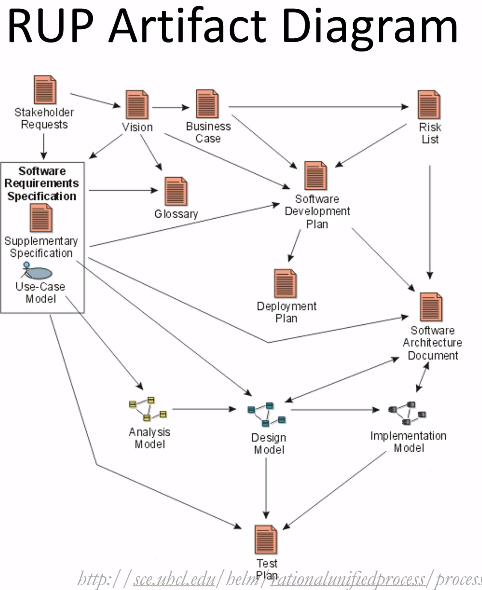 RUP Artifact Diagram
Stakeholder
Requests
Vision
Business
Case
Risk
List
Software
Requirements
Specification
Supplementary
Specification
Use-Case
Model
Glossary
Software
Development
Plan
Deployment
Plan
Software
Architecture
Document
Analysis
Model
Design
Model
Implementation
Model
Test
Plan
http://sce.uhcl.edu/helm/rationalunifiedprocess/process